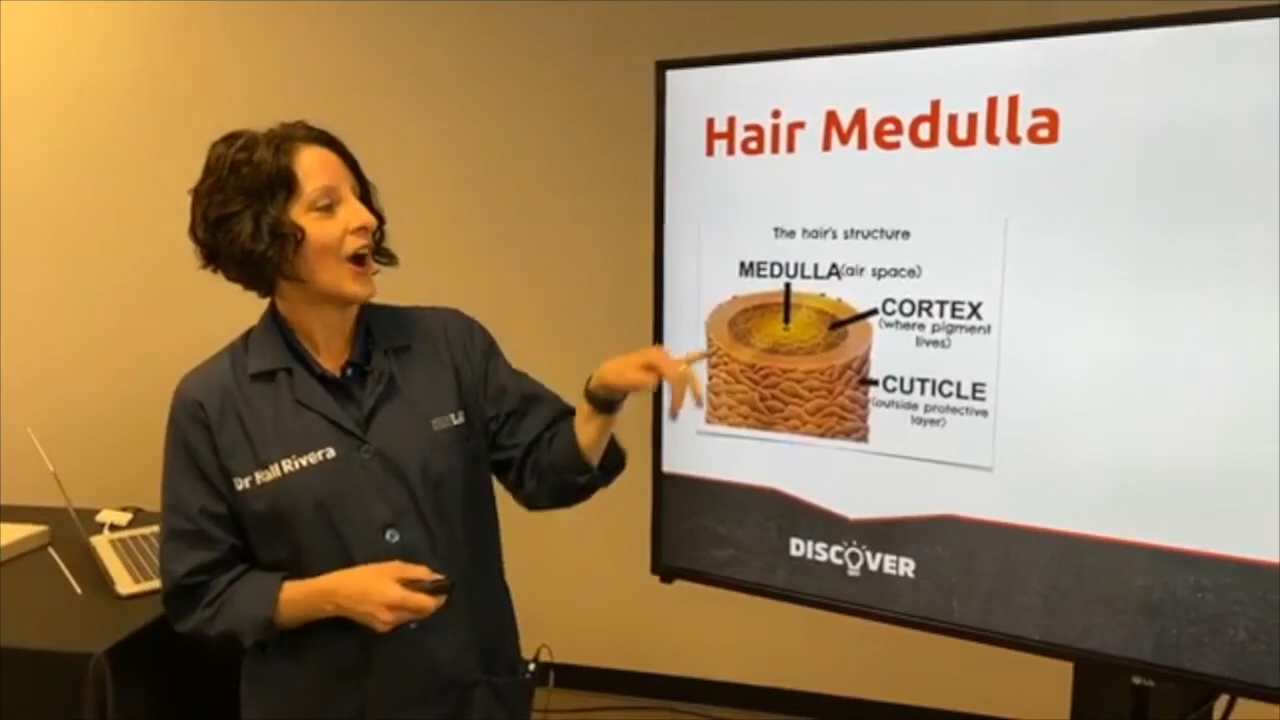 Hair Medulla
The hair's structure
MEDULLA (air space)
CORTEX
(where pigment
lives)
CUTICLE
(outside protective
layer)
Dr Hall Rivera
DISCOVER